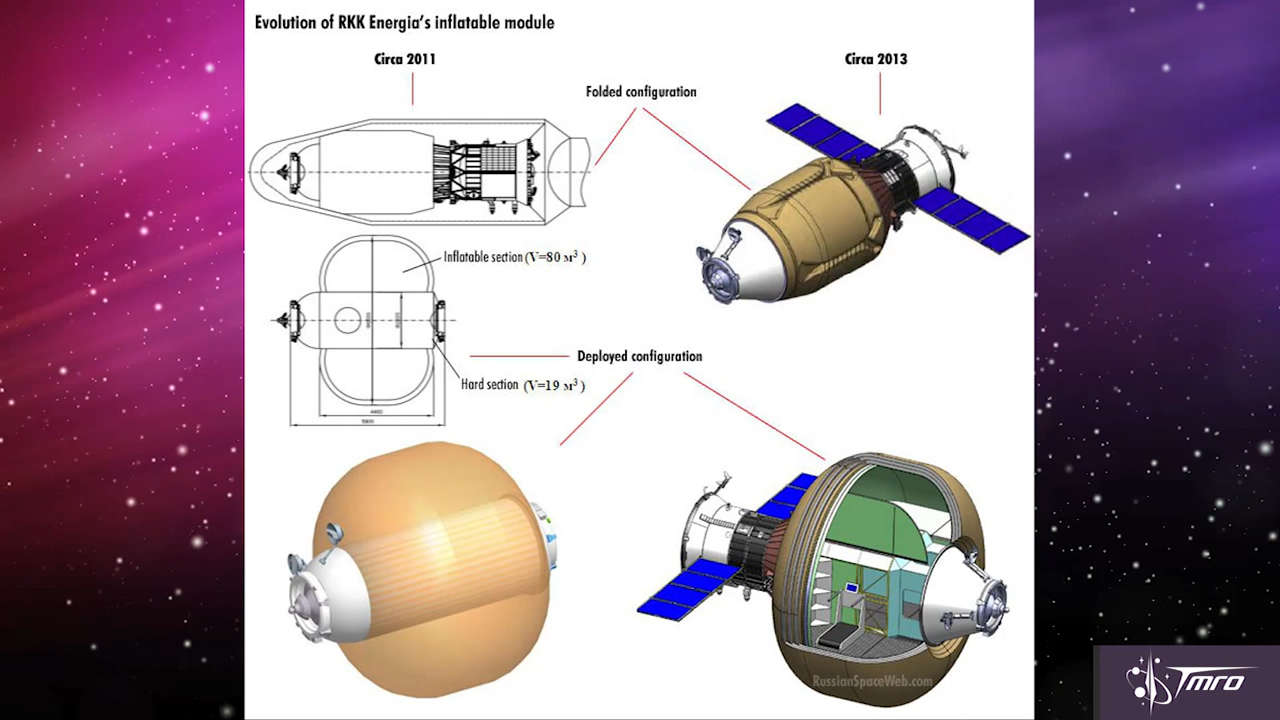 Evolution of RKK Energia's inflatable module
Circa 2011
Circa 2013
Folded configuration
Inflatable section (V=80 м³ )
Deployed configuration
Hard section (V=19 м³ )
RussianSpaceWeb.com
Tmro